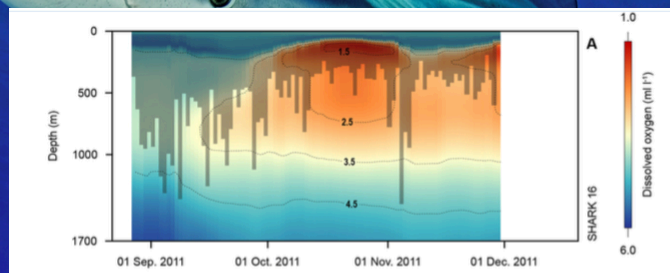 1.0
0
A
1.5
500
2.5
Depth (m)
Dissolved oxygen (ml l⁻¹)
1000
3.5
4.5
SHARK 16
1700
6.0
01 Sep. 2011 01 Oct. 2011 01 Nov. 2011 01 Dec. 2011